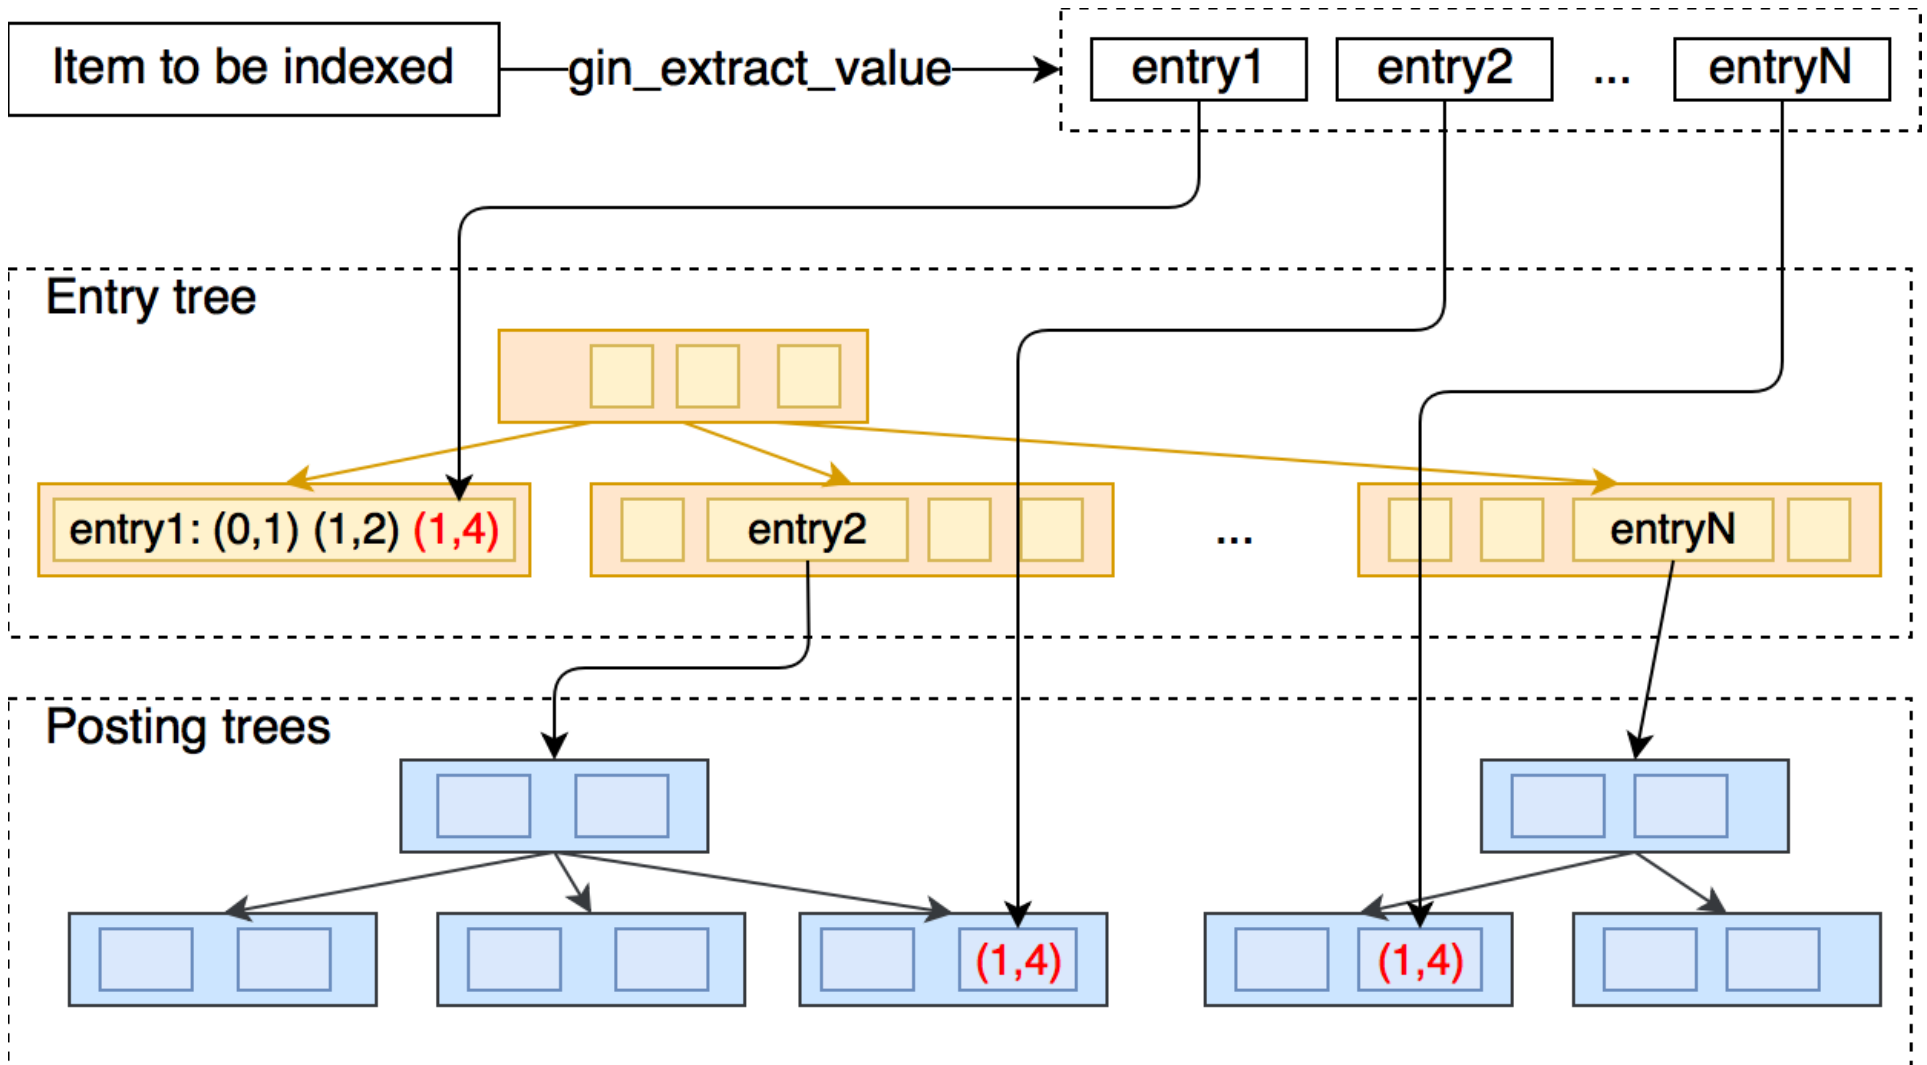 Item to be indexed gin_extract_value entry1 entry2 ... entryN
Entry tree
entry1: (0,1) (1,2) (1,4) entry2 ... entryN
Posting trees
(1,4) (1,4)